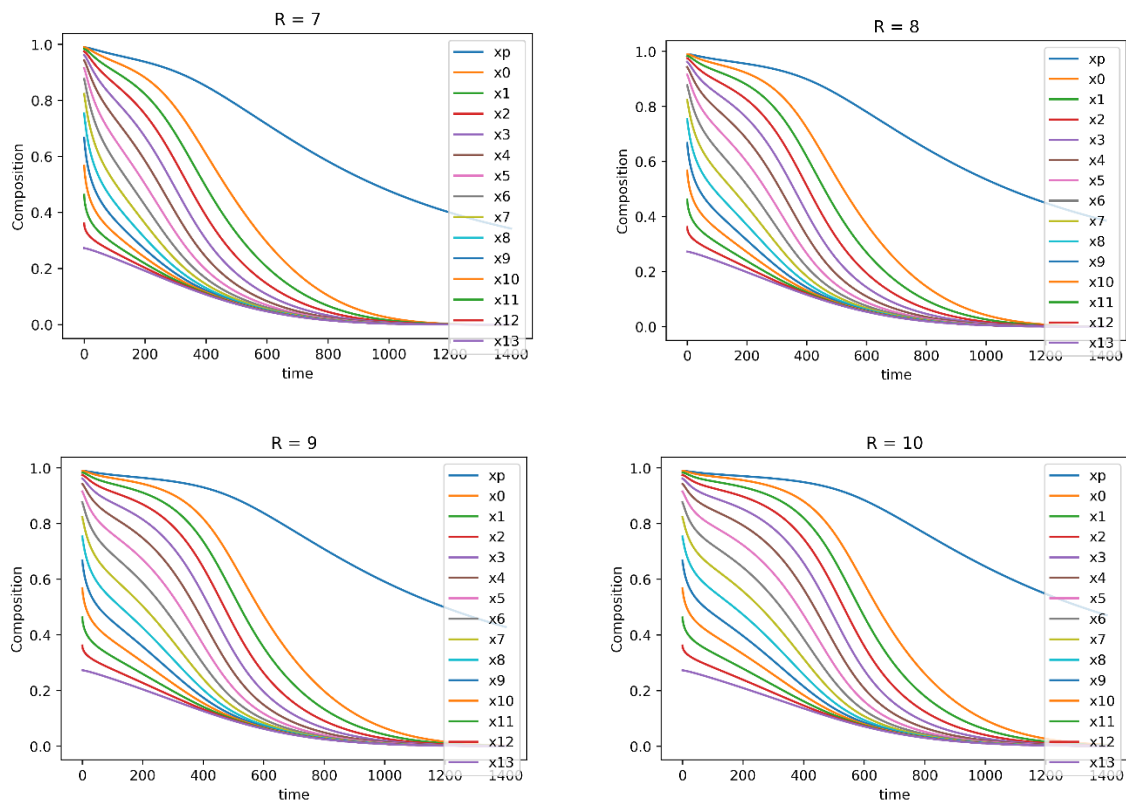 R = 7
Composition
1.0
0.8
0.6
0.4
0.2
0.0
0 200 400 600 800 1000 1200 1400
time
xp
x0
x1
x2
x3
x4
x5
x6
x7
x8
x9
x10
x11
x12
x13
R = 8
Composition
1.0
0.8
0.6
0.4
0.2
0.0
0 200 400 600 800 1000 1200 1400
time
xp
x0
x1
x2
x3
x4
x5
x6
x7
x8
x9
x10
x11
x12
x13
R = 9
Composition
1.0
0.8
0.6
0.4
0.2
0.0
0 200 400 600 800 1000 1200 1400
time
xp
x0
x1
x2
x3
x4
x5
x6
x7
x8
x9
x10
x11
x12
x13
R = 10
Composition
1.0
0.8
0.6
0.4
0.2
0.0
0 200 400 600 800 1000 1200 1400
time
xp
x0
x1
x2
x3
x4
x5
x6
x7
x8
x9
x10
x11
x12
x13